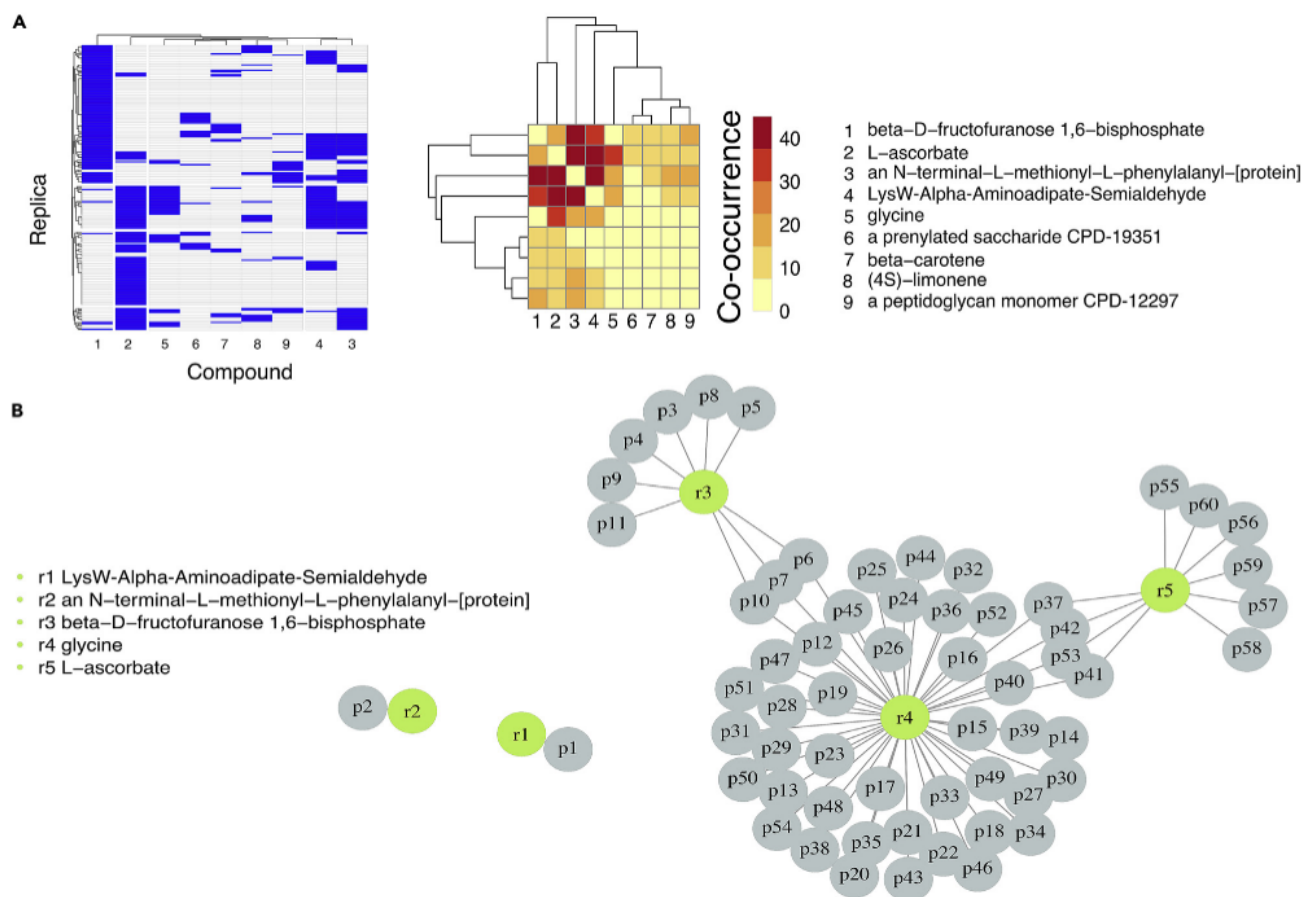 A
Replica
1 2 5 6 7 8 9 4 3
Compound
1 2 3 4 5 6 7 8 9
Co-occurrence
40
30
20
10
0
1 beta–D–fructofuranose 1,6–bisphosphate
2 L–ascorbate
3 an N–terminal–L–methionyl–L–phenylalanyl–[protein]
4 LysW-Alpha-Aminoadipate-Semialdehyde
5 glycine
6 a prenylated saccharide CPD-19351
7 beta–carotene
8 (4S)–limonene
9 a peptidoglycan monomer CPD-12297
B
r1 LysW-Alpha-Aminoadipate-Semialdehyde
r2 an N–terminal–L–methionyl–L–phenylalanyl–[protein]
r3 beta–D–fructofuranose 1,6–bisphosphate
r4 glycine
r5 L–ascorbate
p8
p3
p5
p4
p9
r3
p11
p55
p60
p56
p59
r5
p57
p58
p6
p7
p10
p25
p44
p32
p24
p45
p36
p52
p37
p42
p12
p26
p16
p53
p47
p40
p41
p51
p28
p19
r4
p31
p29
p23
p15
p39
p14
p50
p13
p17
p49
p30
p48
p33
p27
p54
p38
p35
p21
p18
p34
p20
p43
p22
p46
p2
r2
r1
p1